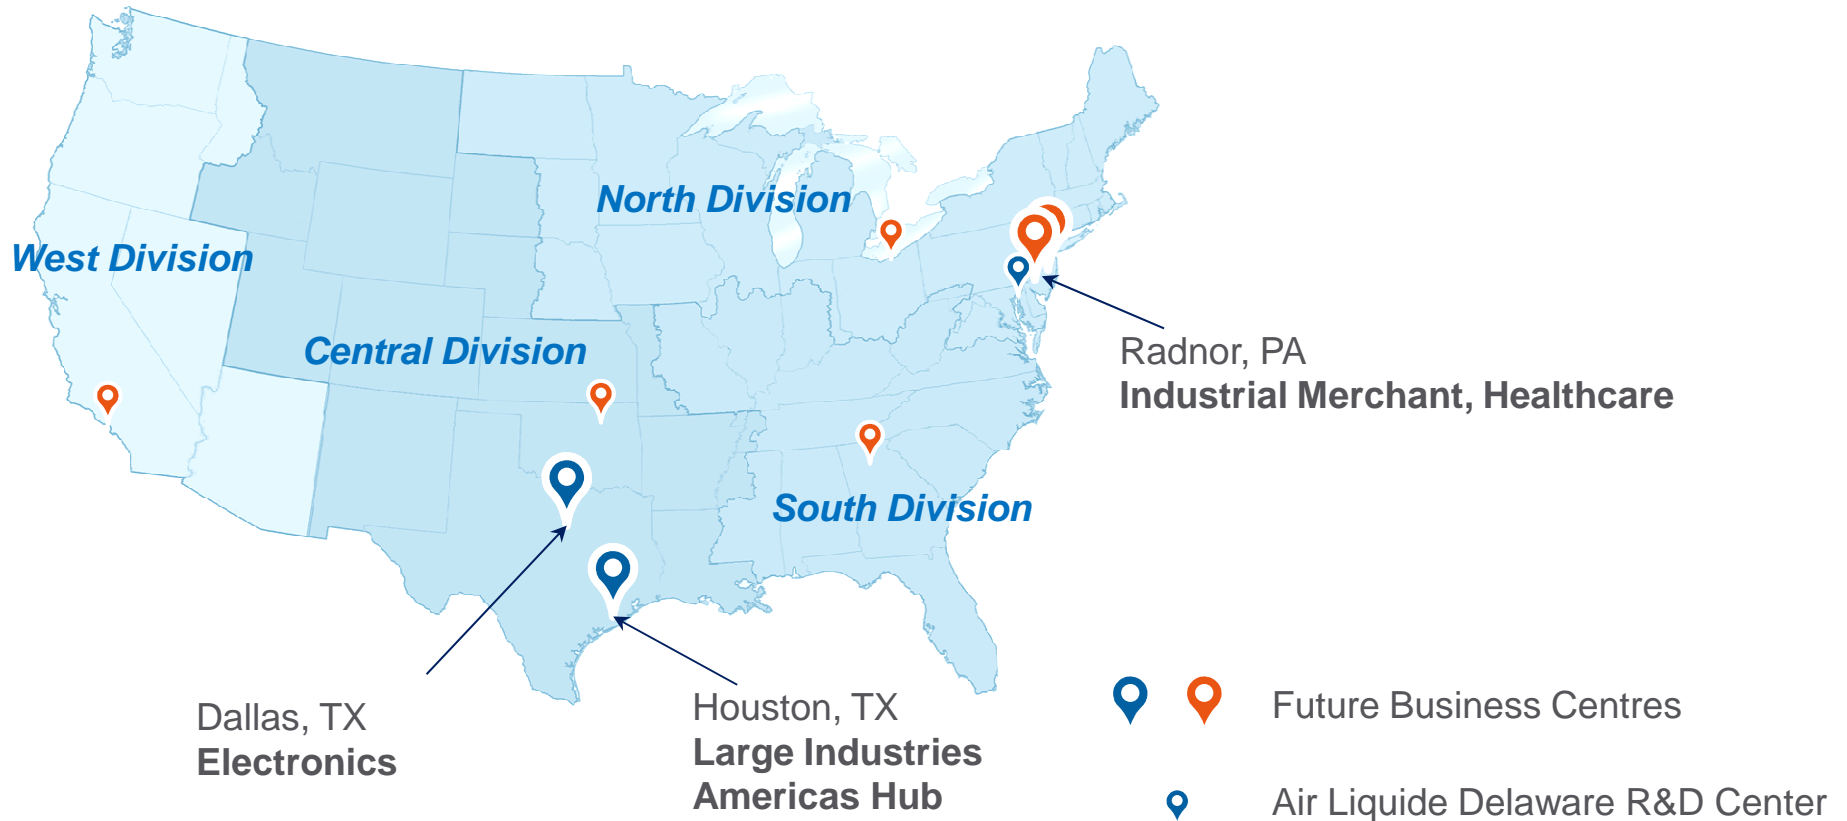 North Division
West Division
Central Division
South Division
Radnor, PA
Industrial Merchant, Healthcare
Dallas, TX
Electronics
Houston, TX
Large Industries
Americas Hub
Future Business Centres
Air Liquide Delaware R&D Center